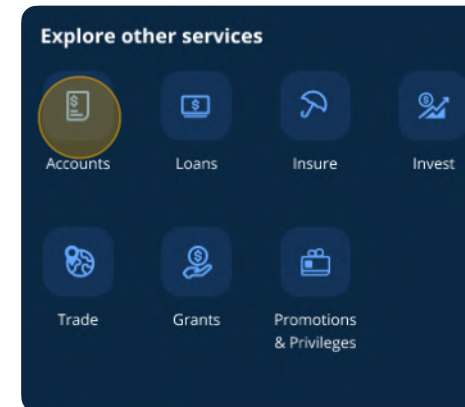 Explore other services
Accounts Loans Insure Invest
Trade Grants Promotions
& Privileges